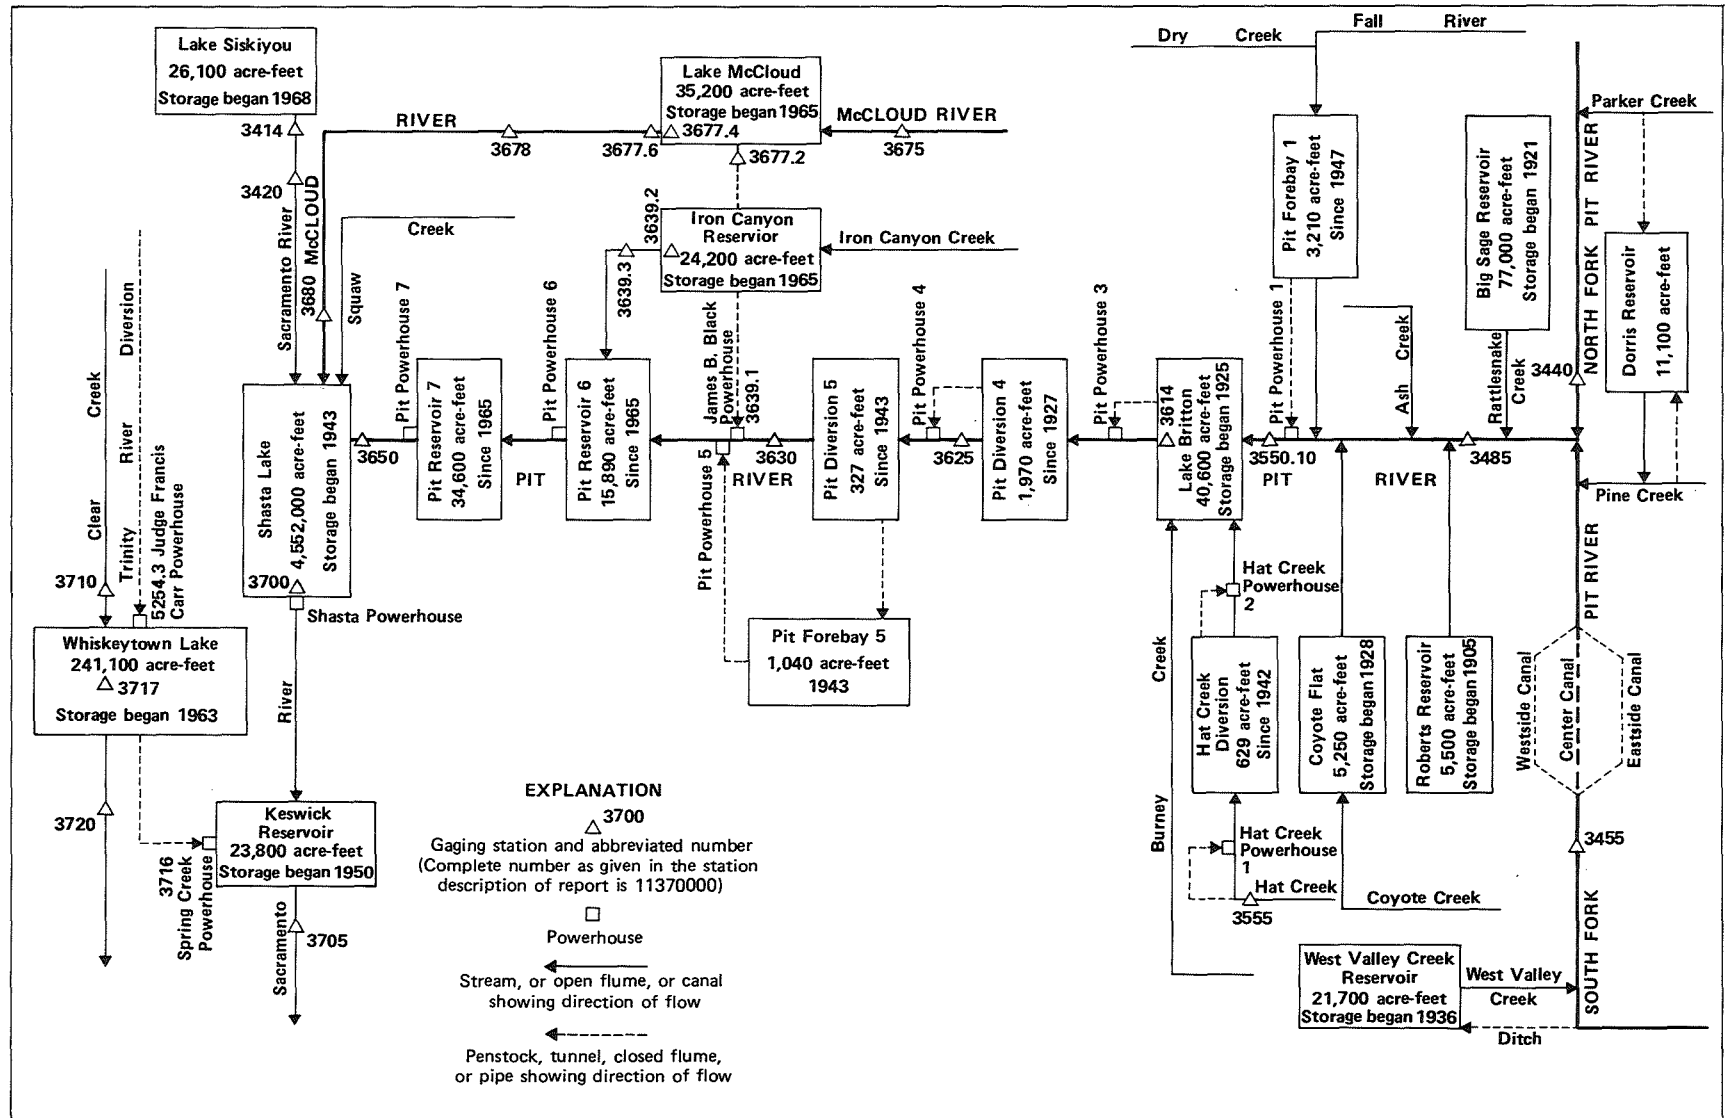 Lake Siskiyou
26,100 acre-feet
Storage began 1968
3414
3420
Sacramento River
RIVER
3678
3677.6
Lake McCloud
35,200 acre-feet
Storage began 1965
3677.4
McCLOUD RIVER
3675
3677.2
3680 McCLOUD
Squaw
Creek
Iron Canyon
Reservior
24,200 acre-feet
Storage began 1965
Iron Canyon Creek
3639.2
3639.3
Dry Creek
Fall River
Pit Forebay 1
3,210 acre-feet
Since 1947
Big Sage Reservoir
77,000 acre-feet
Storage began 1921
Rattlesnake
Creek
Parker Creek
NORTH FORK PIT RIVER
3440
Dorris Reservoir
11,100 acre-feet
Pine Creek
Clear Creek
Trinity River Diversion
3710
5254.3 Judge Francis
Carr Powerhouse
Whiskeytown Lake
241,100 acre-feet
3717
Storage began 1963
3720
3716
Spring Creek
Powerhouse
Shasta Lake
4,552,000 acre-feet
Storage began 1943
3700
Shasta Powerhouse
River
Keswick
Reservoir
23,800 acre-feet
Storage began 1950
Sacramento
3705
3650
Pit Powerhouse 7
Pit Reservoir 7
34,600 acre-feet
Since 1965
PIT
Pit Powerhouse 6
Pit Reservoir 6
15,890 acre-feet
Since 1965
James B. Black
Powerhouse
3639.1
Pit Powerhouse 5
RIVER
3630
Pit Diversion 5
327 acre-feet
Since 1943
Pit Forebay 5
1,040 acre-feet
1943
Pit Powerhouse 4
3625
Pit Diversion 4
1,970 acre-feet
Since 1927
Pit Powerhouse 3
3614
Lake Britton
40,600 acre-feet
Storage began 1925
Pit Powerhouse 1
3550.10
PIT
RIVER
Ash Creek
3485
Burney Creek
Hat Creek
Powerhouse
2
Hat Creek
Diversion
629 acre-feet
Since 1942
Hat Creek
Powerhouse
1
Hat Creek
3555
Coyote Flat
5,250 acre-feet
Storage began 1928
Coyote Creek
Roberts Reservoir
5,500 acre-feet
Storage began 1905
PIT RIVER
Westside Canal
Center Canal
Eastside Canal
3455
SOUTH FORK
West Valley Creek
Reservoir
21,700 acre-feet
Storage began 1936
West Valley
Creek
Ditch
EXPLANATION
3700
Gaging station and abbreviated number
(Complete number as given in the station
description of report is 11370000)
Powerhouse
Stream, or open flume, or canal
showing direction of flow
Penstock, tunnel, closed flume,
or pipe showing direction of flow